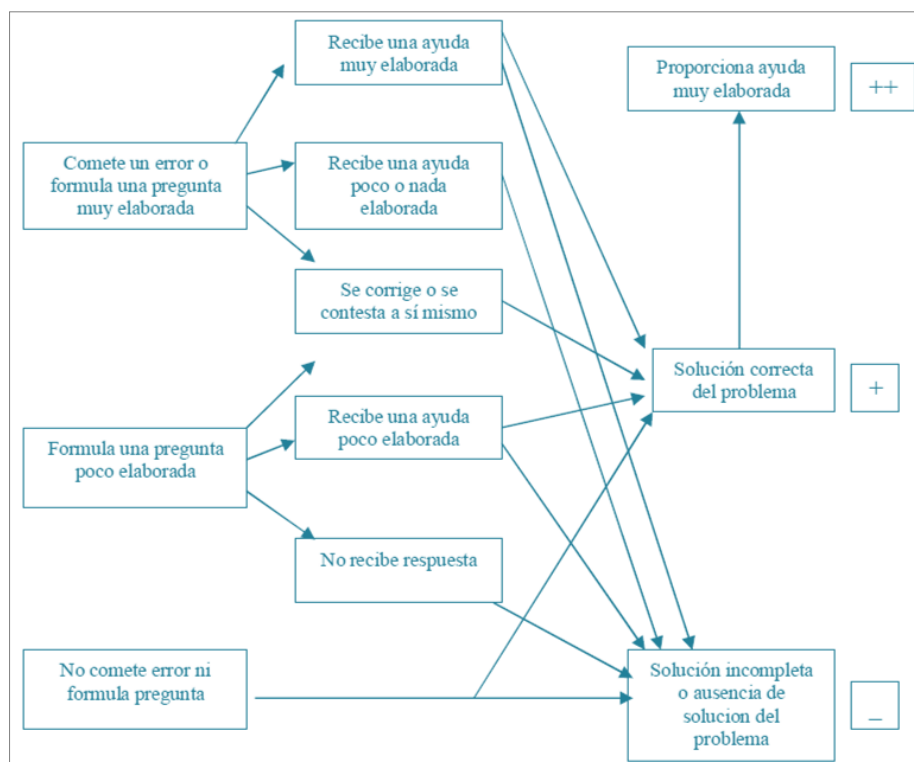 Recibe una ayuda
muy elaborada
Proporciona ayuda
muy elaborada
++
Comete un error o
formula una pregunta
muy elaborada
Recibe una ayuda
poco o nada
elaborada
Se corrige o se
contesta a sí mismo
Solución correcta
del problema
+
Formula una pregunta
poco elaborada
Recibe una ayuda
poco elaborada
No recibe respuesta
No comete error ni
formula pregunta
Solución incompleta
o ausencia de
solucion del
problema
_